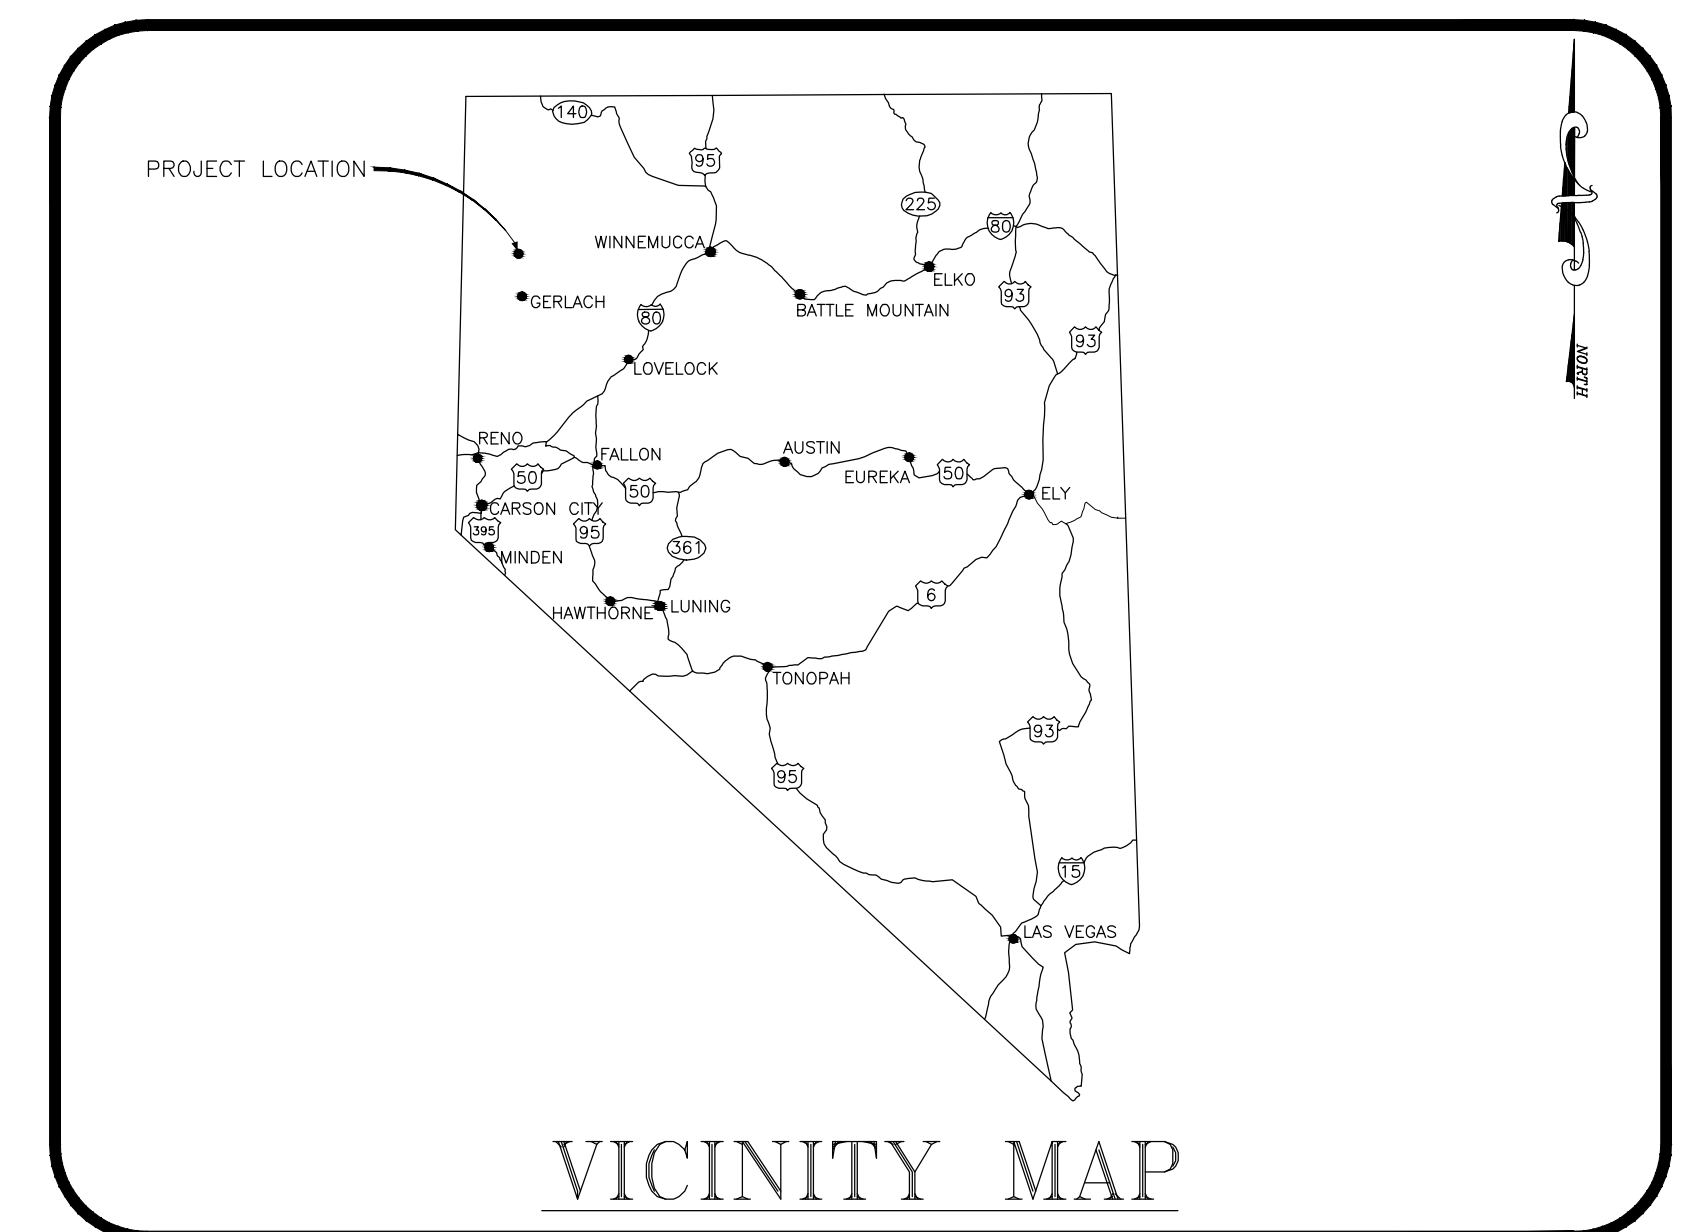 140
95
PROJECT LOCATION
225
80
WINNEMUCCA
ELKO
93
GERLACH
BATTLE MOUNTAIN
80
93
NORTH
LOVELOCK
RENO
FALLON
AUSTIN
EUREKA
50
50
50
ELY
CARSON CITY
395
95
361
MINDEN
6
HAWTHORNE
LUNING
TONOPAH
93
95
15
LAS VEGAS
VICINITY MAP